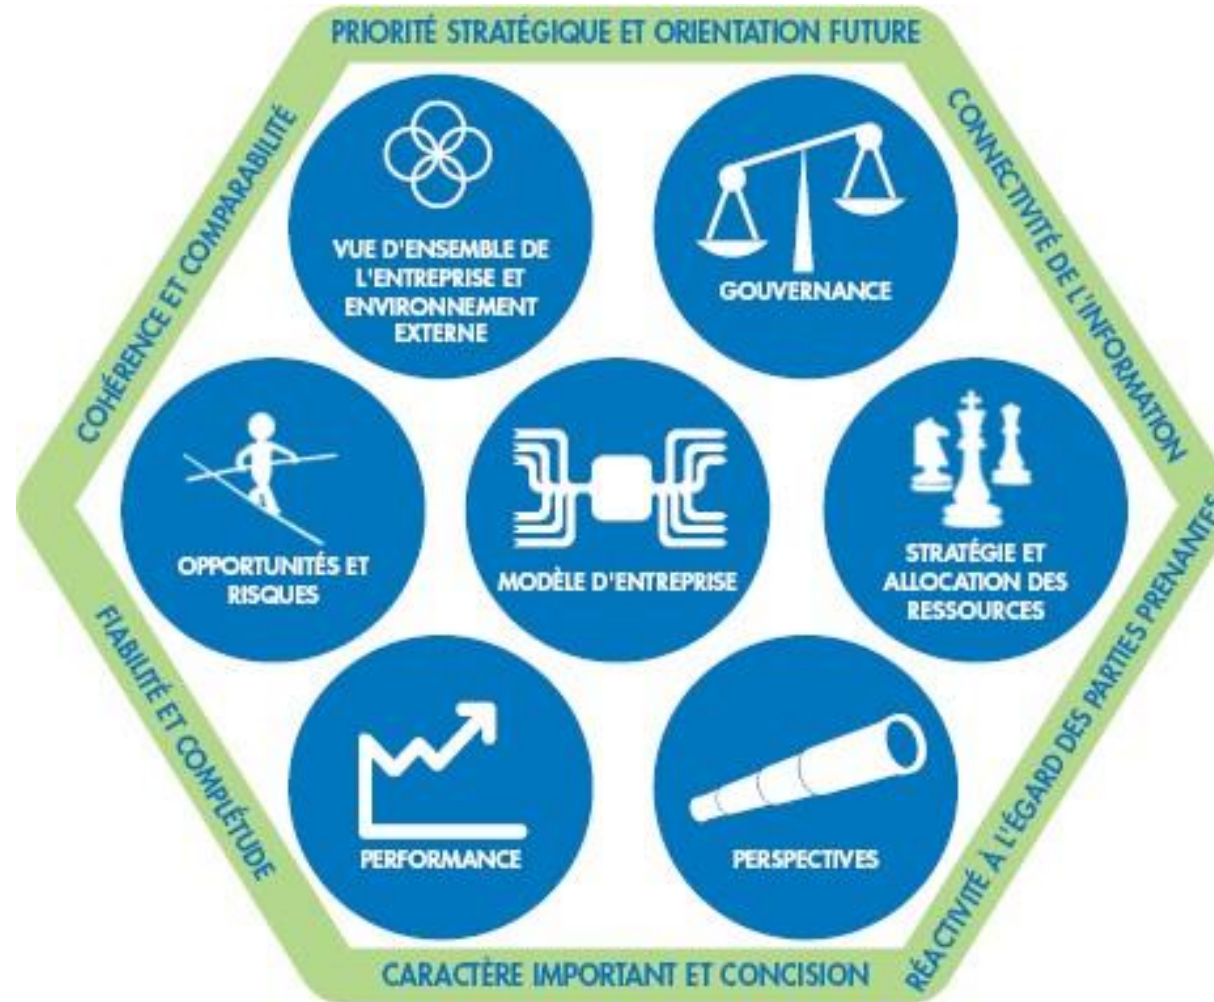 PRIORITÉ STRATÉGIQUE ET ORIENTATION FUTURE
COHÉRENCE ET COMPARABILITÉ
CONNECTIVITÉ DE L'INFORMATION
VUE D'ENSEMBLE DE
L'ENTREPRISE ET
ENVIRONNEMENT
EXTERNE
GOUVERNANCE
OPPORTUNITÉS ET
RISQUES
MODÈLE D'ENTREPRISE
STRATÉGIE ET
ALLOCATION DES
RESSOURCES
FIABILITÉ ET COMPLÉTUDE
RÉACTIVITÉ À L'ÉGARD DES PARTIES PRENANTES
PERFORMANCE
PERSPECTIVES
CARACTÈRE IMPORTANT ET CONCISION